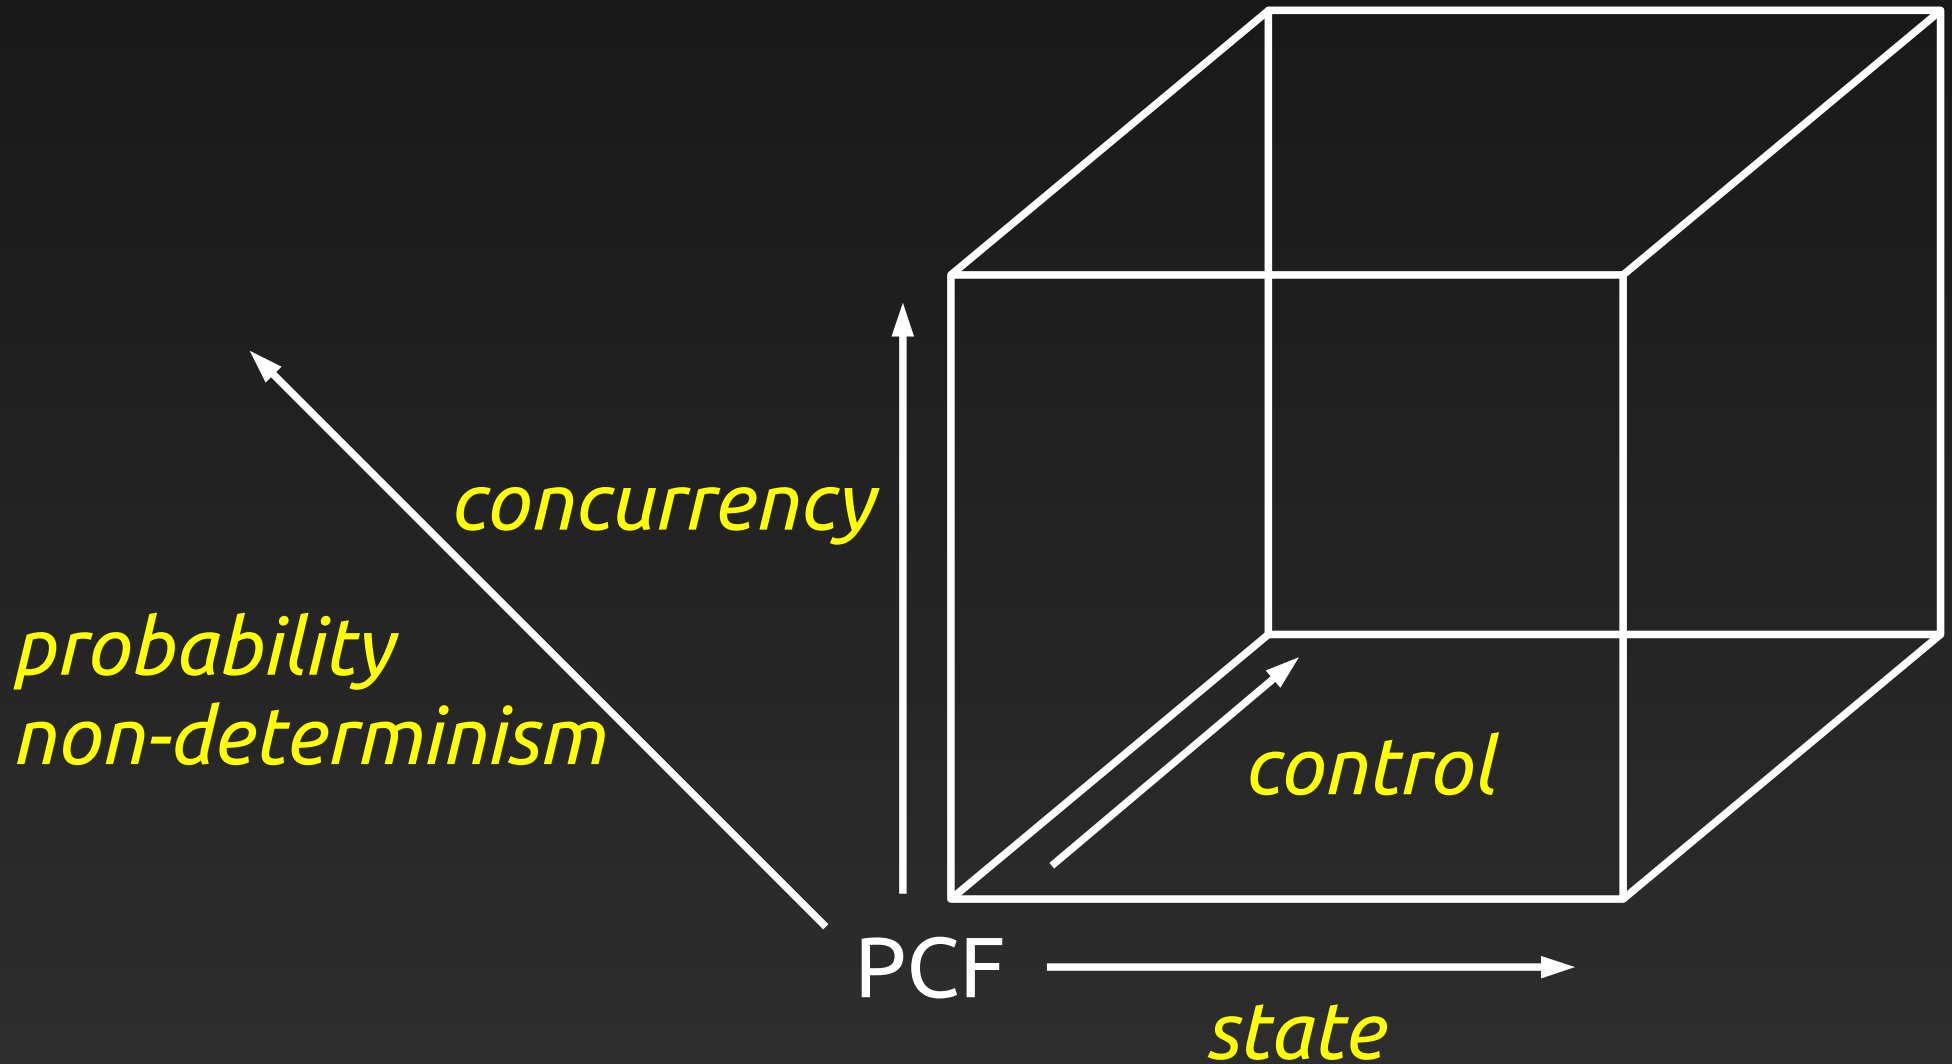 concurrency
probability
non-determinism
control
PCF
state